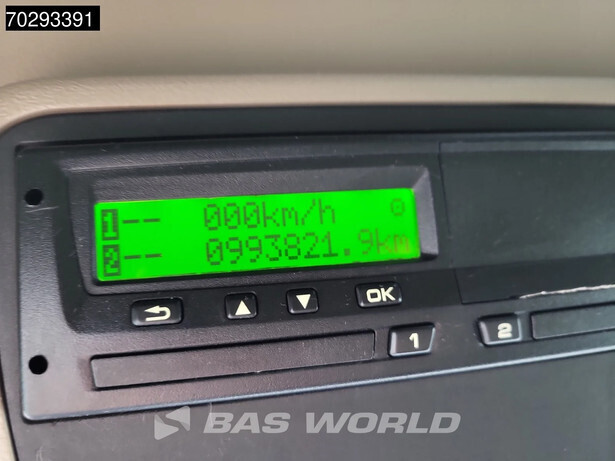 70293391
1-- 000km/h 0
2-- 0993821.9km
OK
1
2
BAS WORLD